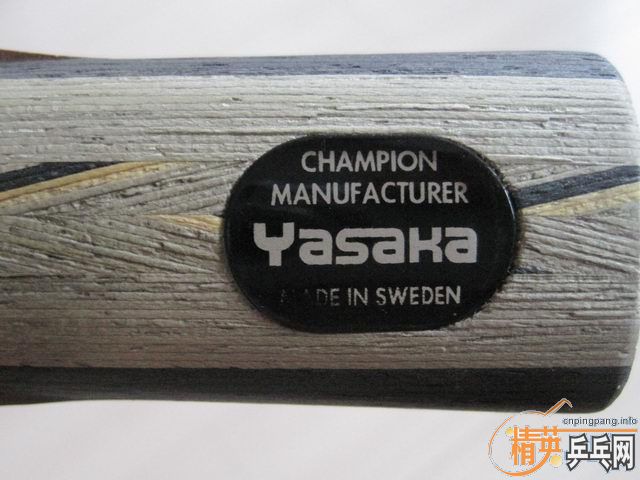 CHAMPION
MANUFACTURER
Yasaka
MADE IN SWEDEN
cnpingpang.info
精英乒乓网